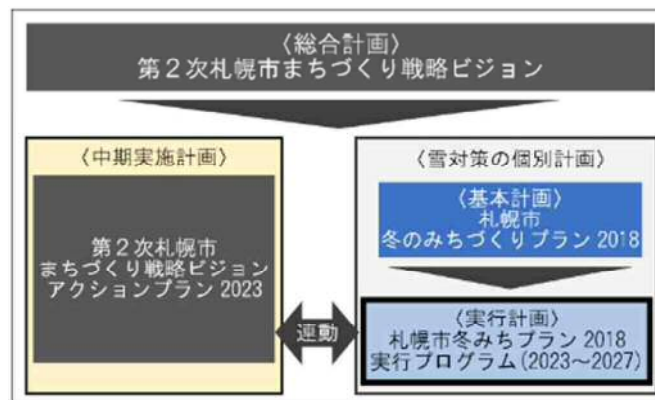 〈総合計画〉
第２次札幌市まちづくり戦略ビジョン
〈中期実施計画〉
第２次札幌市
まちづくり戦略ビジョン
アクションプラン 2023
連動
〈雪対策の個別計画〉
〈基本計画〉
札幌市
冬のみちづくりプラン 2018
〈実行計画〉
札幌市冬みちプラン 2018
実行プログラム(2023～2027)